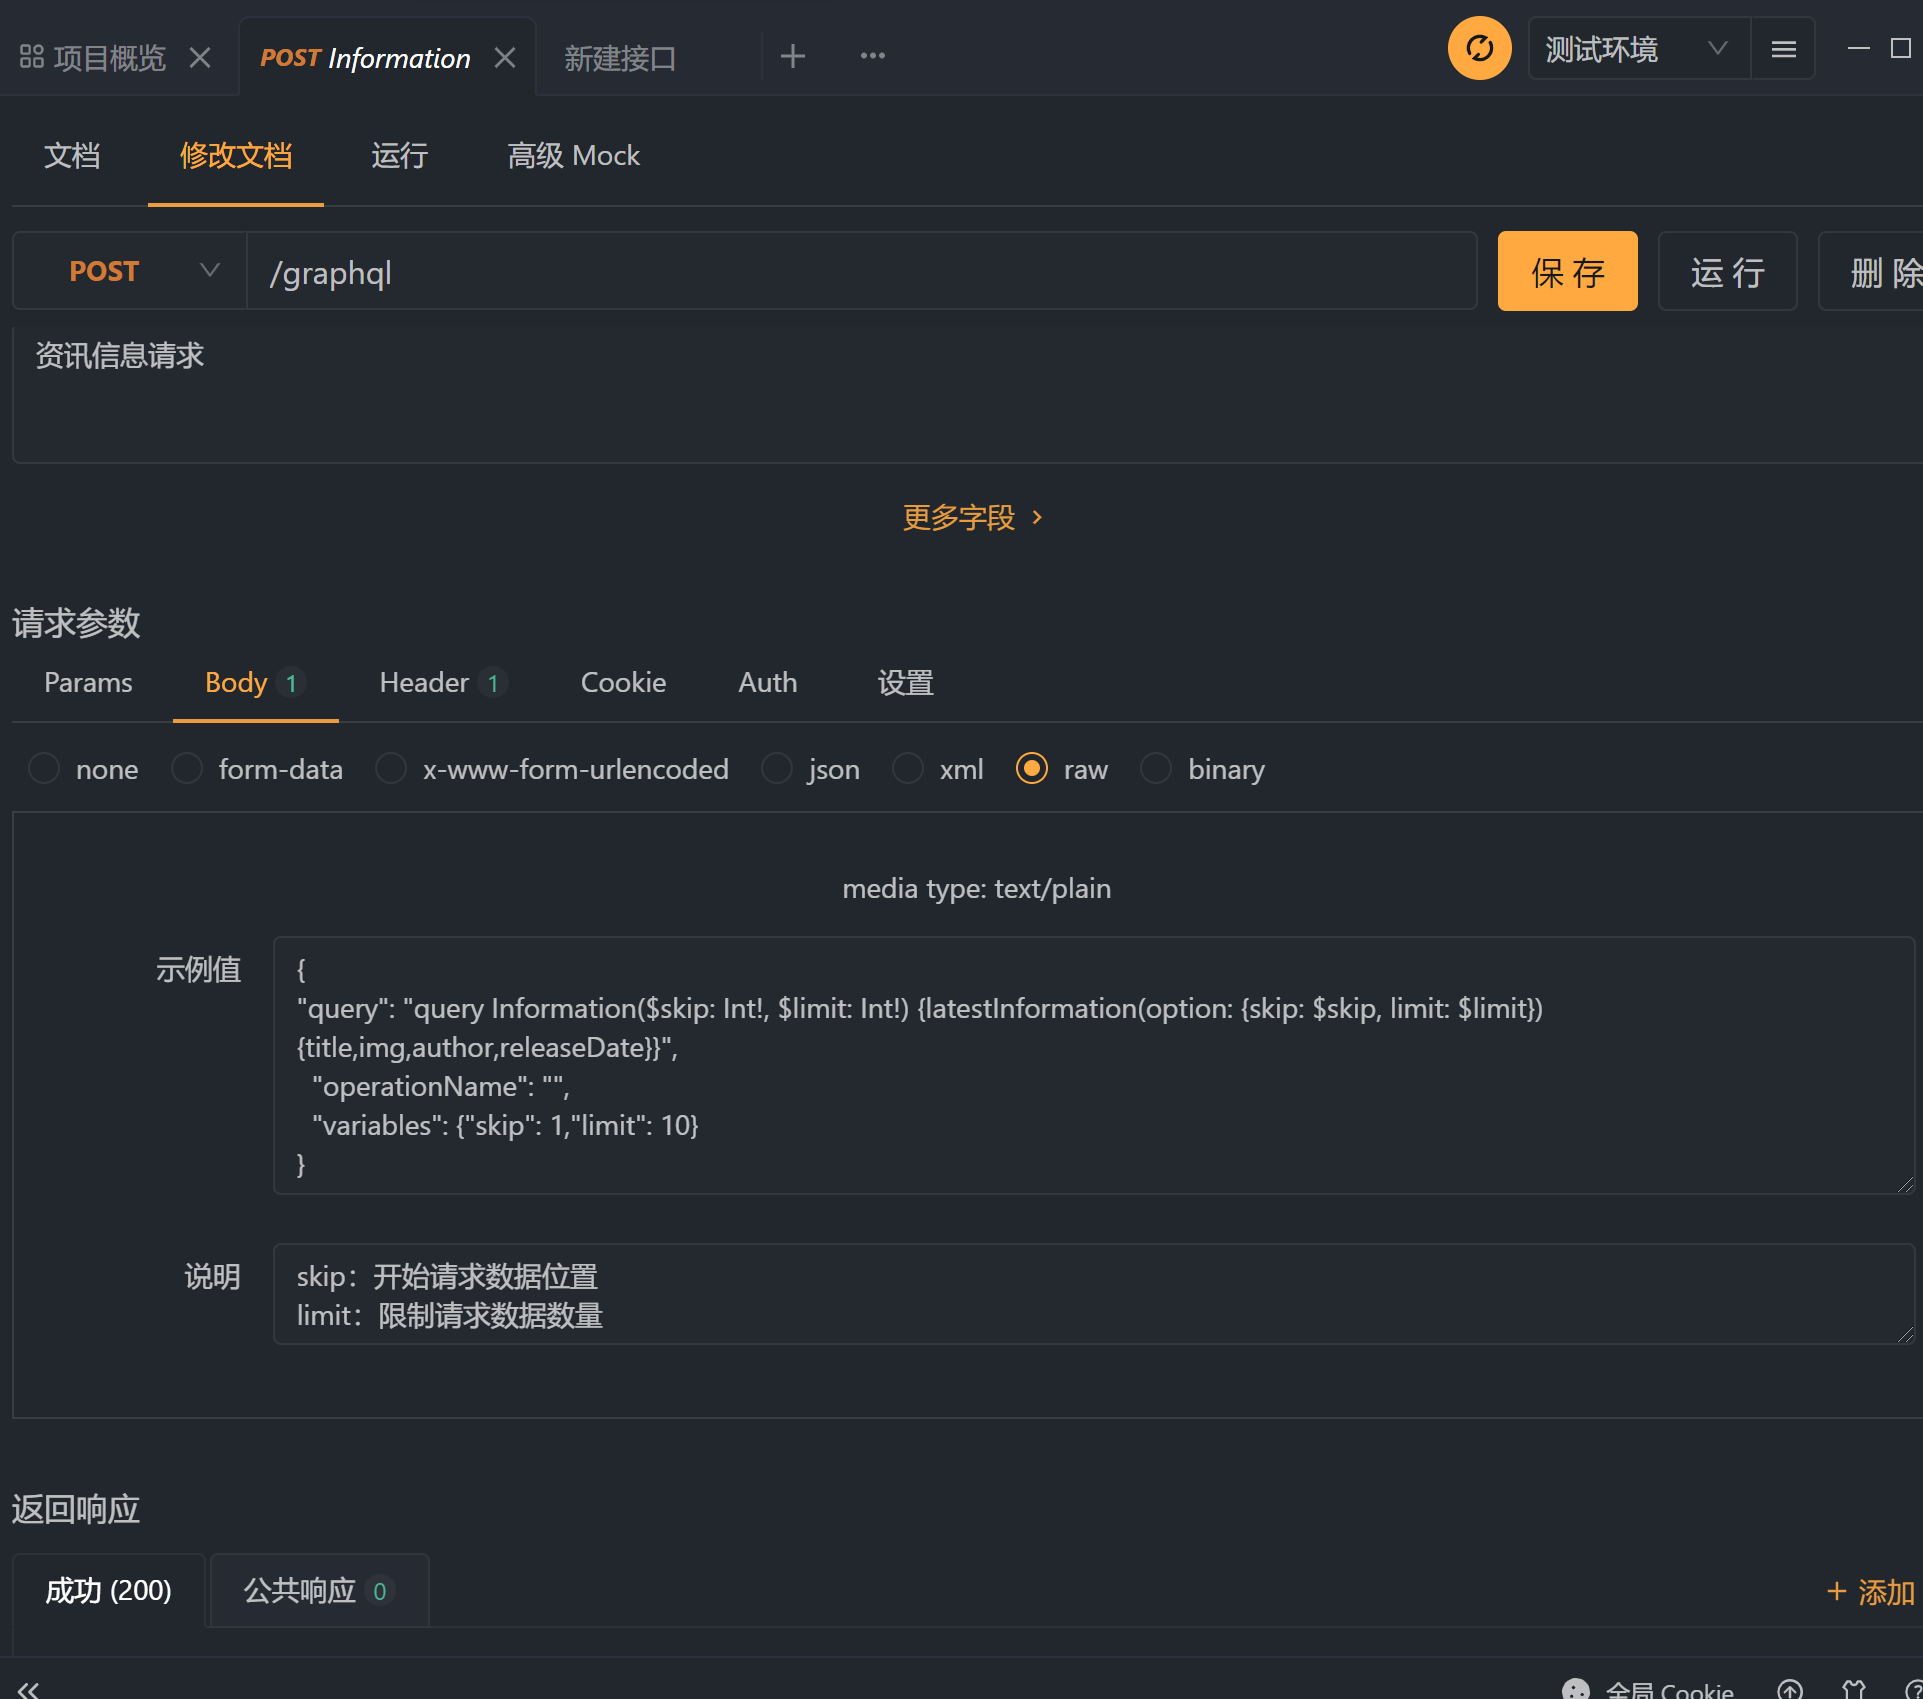 项目概览
POST Information
新建接口
测试环境
文档
修改文档
运行
高级 Mock
POST
/graphql
保 存
运 行
删 除
资讯信息请求
更多字段
请求参数
Params
Body 1
Header 1
Cookie
Auth
设置
none
form-data
x-www-form-urlencoded
json
xml
raw
binary
media type: text/plain
示例值
{
"query": "query Information($skip: Int!, $limit: Int!) {latestInformation(option: {skip: $skip, limit: $limit})
{title,img,author,releaseDate}}",
"operationName": "",
"variables": {"skip": 1,"limit": 10}
}
说明
skip：开始请求数据位置
limit：限制请求数据数量
返回响应
成功 (200)
公共响应 0
+ 添加
全局 Cookie